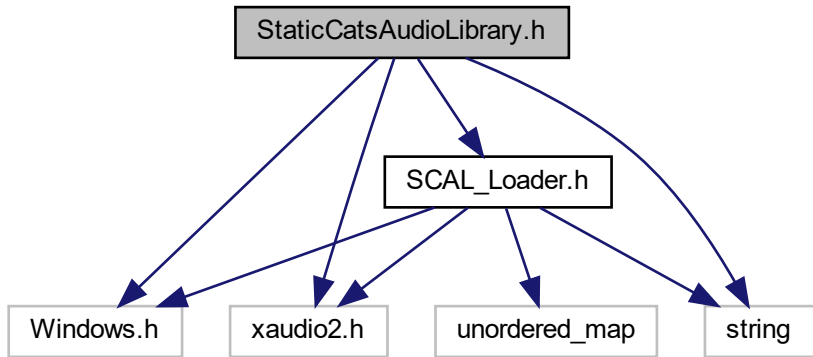 StaticCatsAudioLibrary.h
SCAL_Loader.h
Windows.h
xaudio2.h
unordered_map
string